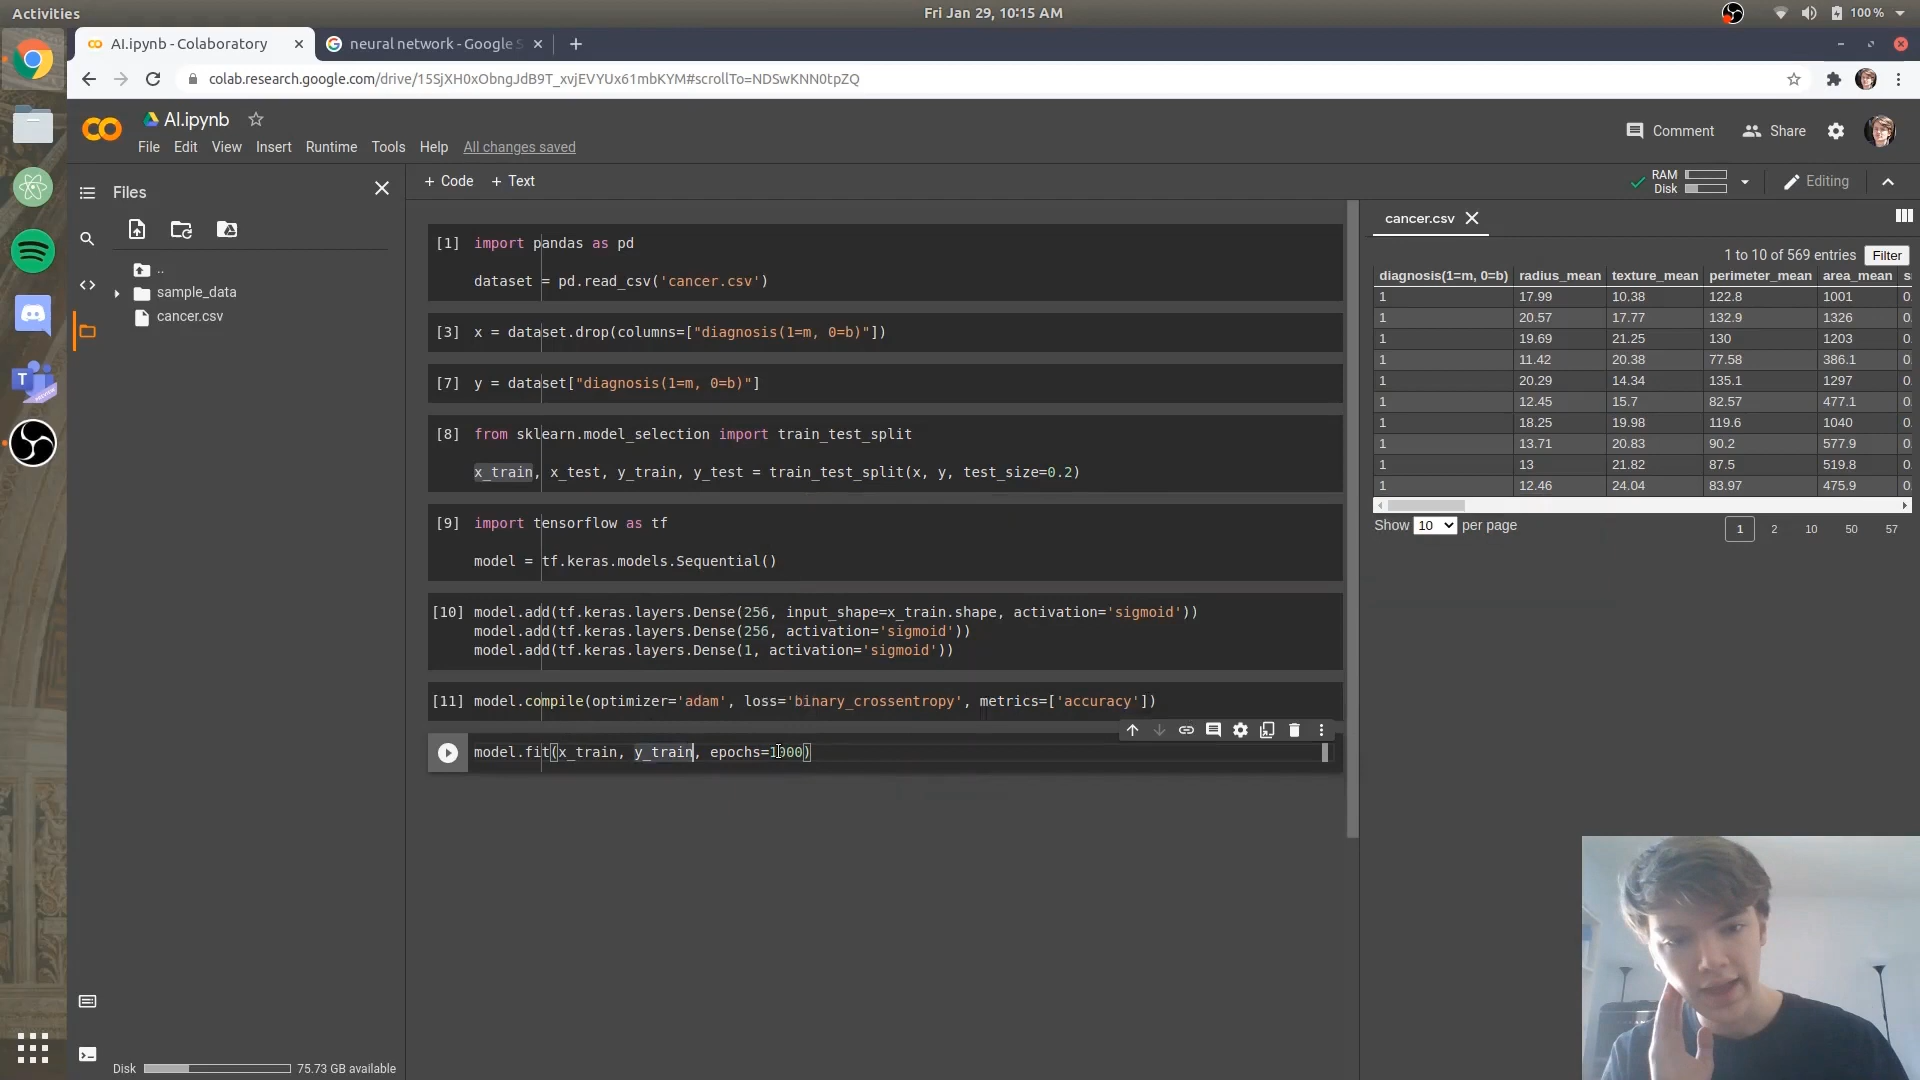 Activities
Fri Jan 29, 10:15 AM
100 %
AI.ipynb - Colaboratory
neural network - Google S
colab.research.google.com/drive/15SjXH0xObngJdB9T_xvjEVYUx61mbKYM#scrollTo=NDSwKNN0tpZQ
AI.ipynb
File Edit View Insert Runtime Tools Help All changes saved
Comment Share
Files
+ Code + Text
RAM
Disk
Editing
..
sample_data
cancer.csv
Disk 75.73 GB available
[1] import pandas as pd
dataset = pd.read_csv('cancer.csv')
[3] x = dataset.drop(columns=["diagnosis(1=m, 0=b)"])
[7] y = dataset["diagnosis(1=m, 0=b)"]
[8] from sklearn.model_selection import train_test_split
x_train, x_test, y_train, y_test = train_test_split(x, y, test_size=0.2)
[9] import tensorflow as tf
model = tf.keras.models.Sequential()
[10] model.add(tf.keras.layers.Dense(256, input_shape=x_train.shape, activation='sigmoid'))
model.add(tf.keras.layers.Dense(256, activation='sigmoid'))
model.add(tf.keras.layers.Dense(1, activation='sigmoid'))
[11] model.compile(optimizer='adam', loss='binary_crossentropy', metrics=['accuracy'])
model.fit(x_train, y_train, epochs=1000)
cancer.csv
1 to 10 of 569 entries Filter
diagnosis(1=m, 0=b) radius_mean texture_mean perimeter_mean area_mean s
1 17.99 10.38 122.8 1001 0.
1 20.57 17.77 132.9 1326 0.
1 19.69 21.25 130 1203 0.
1 11.42 20.38 77.58 386.1 0.
1 20.29 14.34 135.1 1297 0.
1 12.45 15.7 82.57 477.1 0.
1 18.25 19.98 119.6 1040 0.
1 13.71 20.83 90.2 577.9 0.
1 13 21.82 87.5 519.8 0.
1 12.46 24.04 83.97 475.9 0.
Show 10 per page 1 2 10 50 57